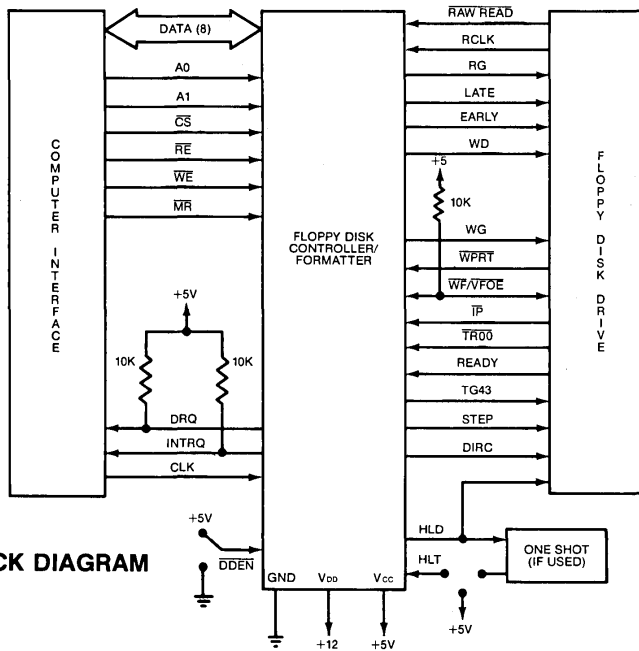 DATA (8)
A0
A1
CS
RE
WE
MR
COMPUTER INTERFACE
+5V
10K
10K
DRQ
INTRQ
CLK
+5V
DDEN
CK DIAGRAM
FLOPPY DISK
CONTROLLER/
FORMATTER
GND
VDD
VCC
+12
+5V
RAW READ
RCLK
RG
LATE
EARLY
WD
+5
10K
WG
WPRT
WF/VFOE
IP
TR00
READY
TG43
STEP
DIRC
FLOPPY DISK DRIVE
HLD
HLT
ONE SHOT
(IF USED)
+5V